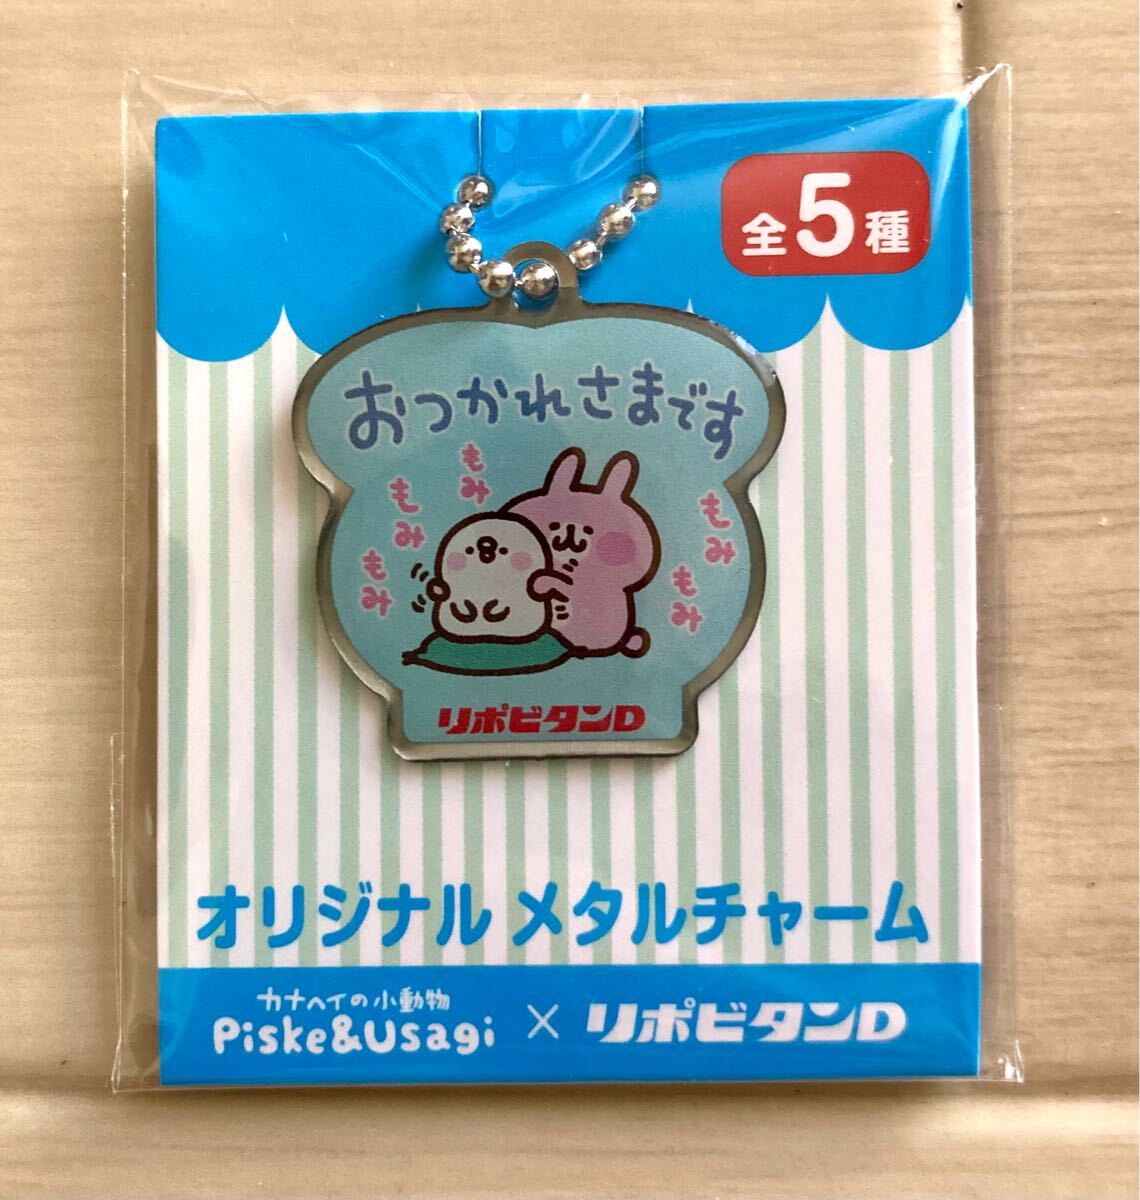 全5種
おつかれさまです
もみ
もみ
もみ
もみ
もみ
リポビタンD
オリジナル メタルチャーム
カナヘイの小動物
Piske&Usagi × リポビタンD